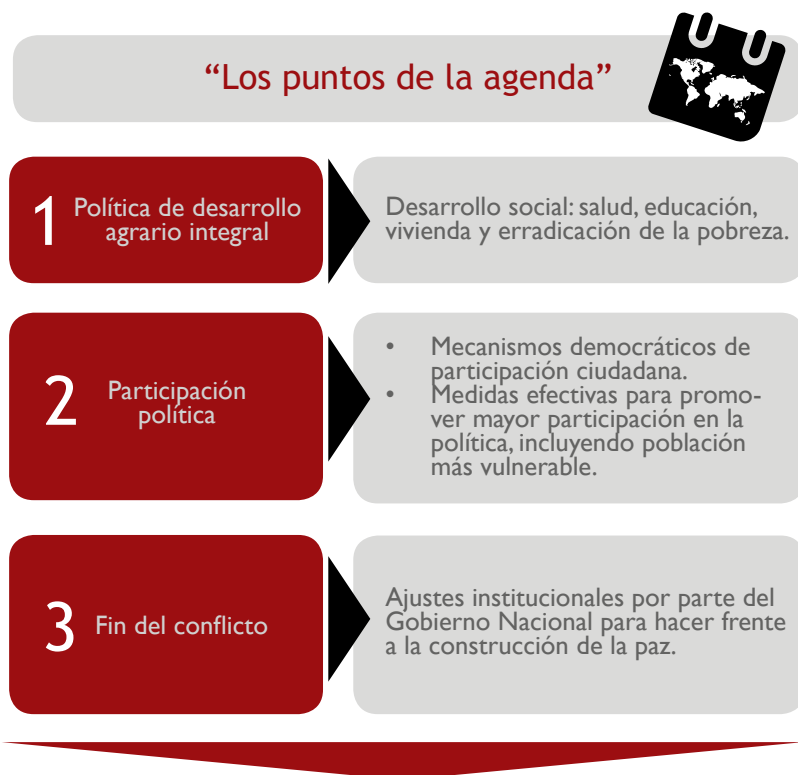 “Los puntos de la agenda”
1
Política de desarrollo
agrario integral
Desarrollo social: salud, educación,
vivienda y erradicación de la pobreza.
2
Participación
política
• Mecanismos democráticos de
participación ciudadana.
• Medidas efectivas para promo-
ver mayor participación en la
política, incluyendo población
más vulnerable.
3
Fin del conflicto
Ajustes institucionales por parte del
Gobierno Nacional para hacer frente
a la construcción de la paz.